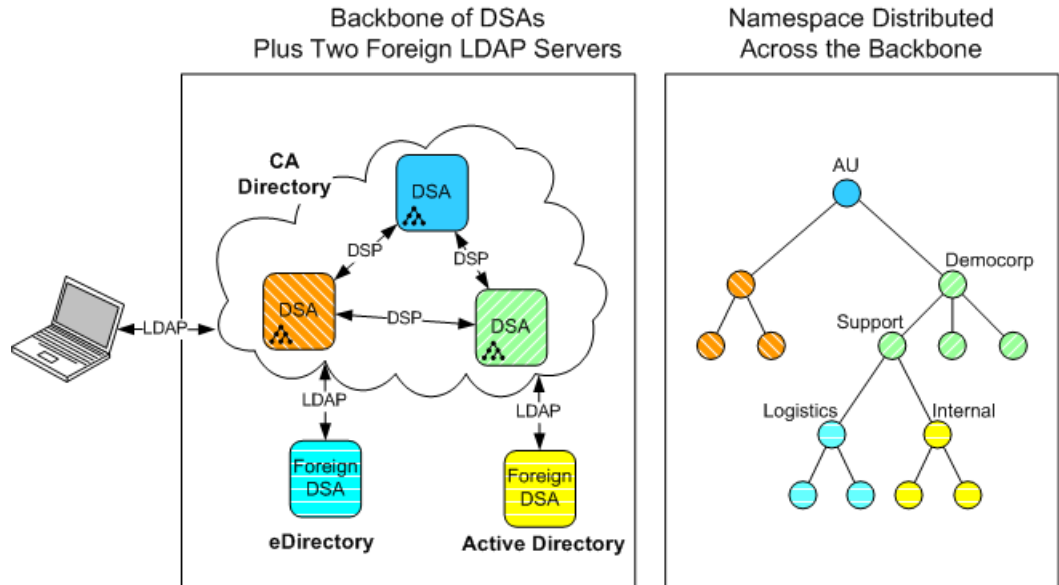 Backbone of DSAs
Plus Two Foreign LDAP Servers
Namespace Distributed
Across the Backbone
CA
Directory
DSA
DSP
DSP
DSA
DSP
DSA
LDAP
LDAP
LDAP
Foreign
DSA
eDirectory
Foreign
DSA
Active Directory
AU
Democorp
Support
Logistics
Internal